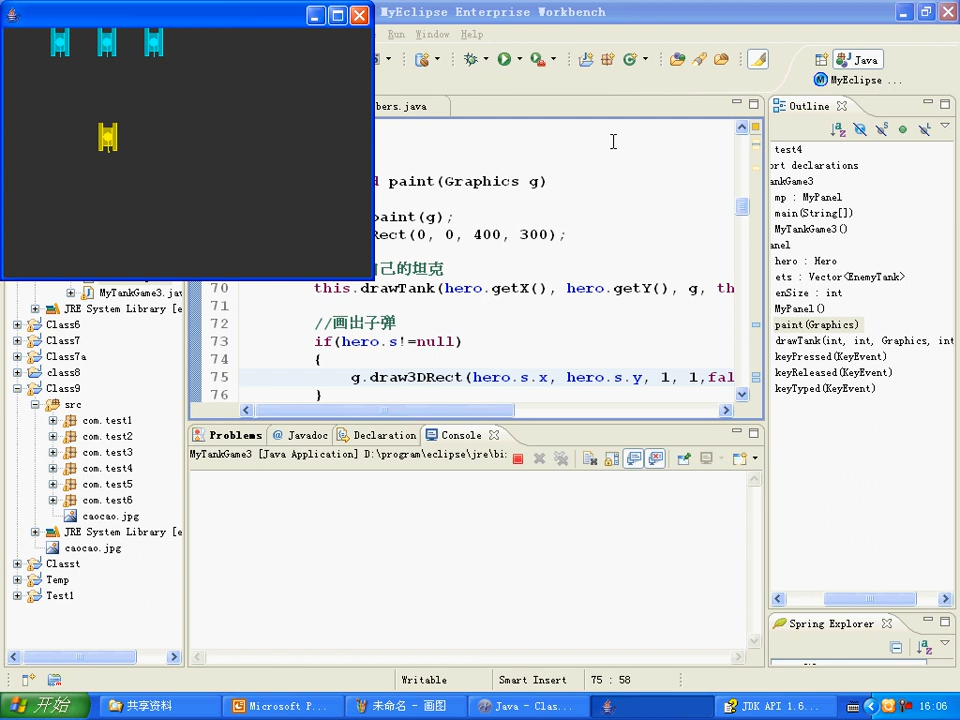 MyEclipse Enterprise Workbench
Run Window Help
Java
MyEclipse ...
bers.java
Outline
d paint(Graphics g)
paint(g);
Rect(0, 0, 400, 300);
己的坦克
70 this.drawTank(hero.getX(), hero.getY(), g, th
71
72 //画出子弹
73 if(hero.s!=null)
74 {
75 g.draw3DRect(hero.s.x, hero.s.y, 1, 1,fal
76 }
test4
ort declarations
ankGame3
mp : MyPanel
main(String[])
MyTankGame3()
anel
hero : Hero
ets : Vector<EnemyTank>
enSize : int
MyPanel()
paint(Graphics)
drawTank(int, int, Graphics, int
keyPressed(KeyEvent)
keyReleased(KeyEvent)
keyTyped(KeyEvent)
MyTankGame3.jav
JRE System Library [e
Class6
Class7
Class7a
class8
Class9
src
com.test1
com.test2
com.test3
com.test4
com.test5
com.test6
caocao.jpg
JRE System Library [e
caocao.jpg
Classt
Temp
Test1
Problems Javadoc Declaration Console
MyTankGame3 [Java Application] D:\program\eclipse\jre\bi
Spring Explorer
Writable Smart Insert 75 : 58
开始 共享资料 Microsoft P... 未命名 - 画图 Java - Clas... JDK API 1.6... 16:06